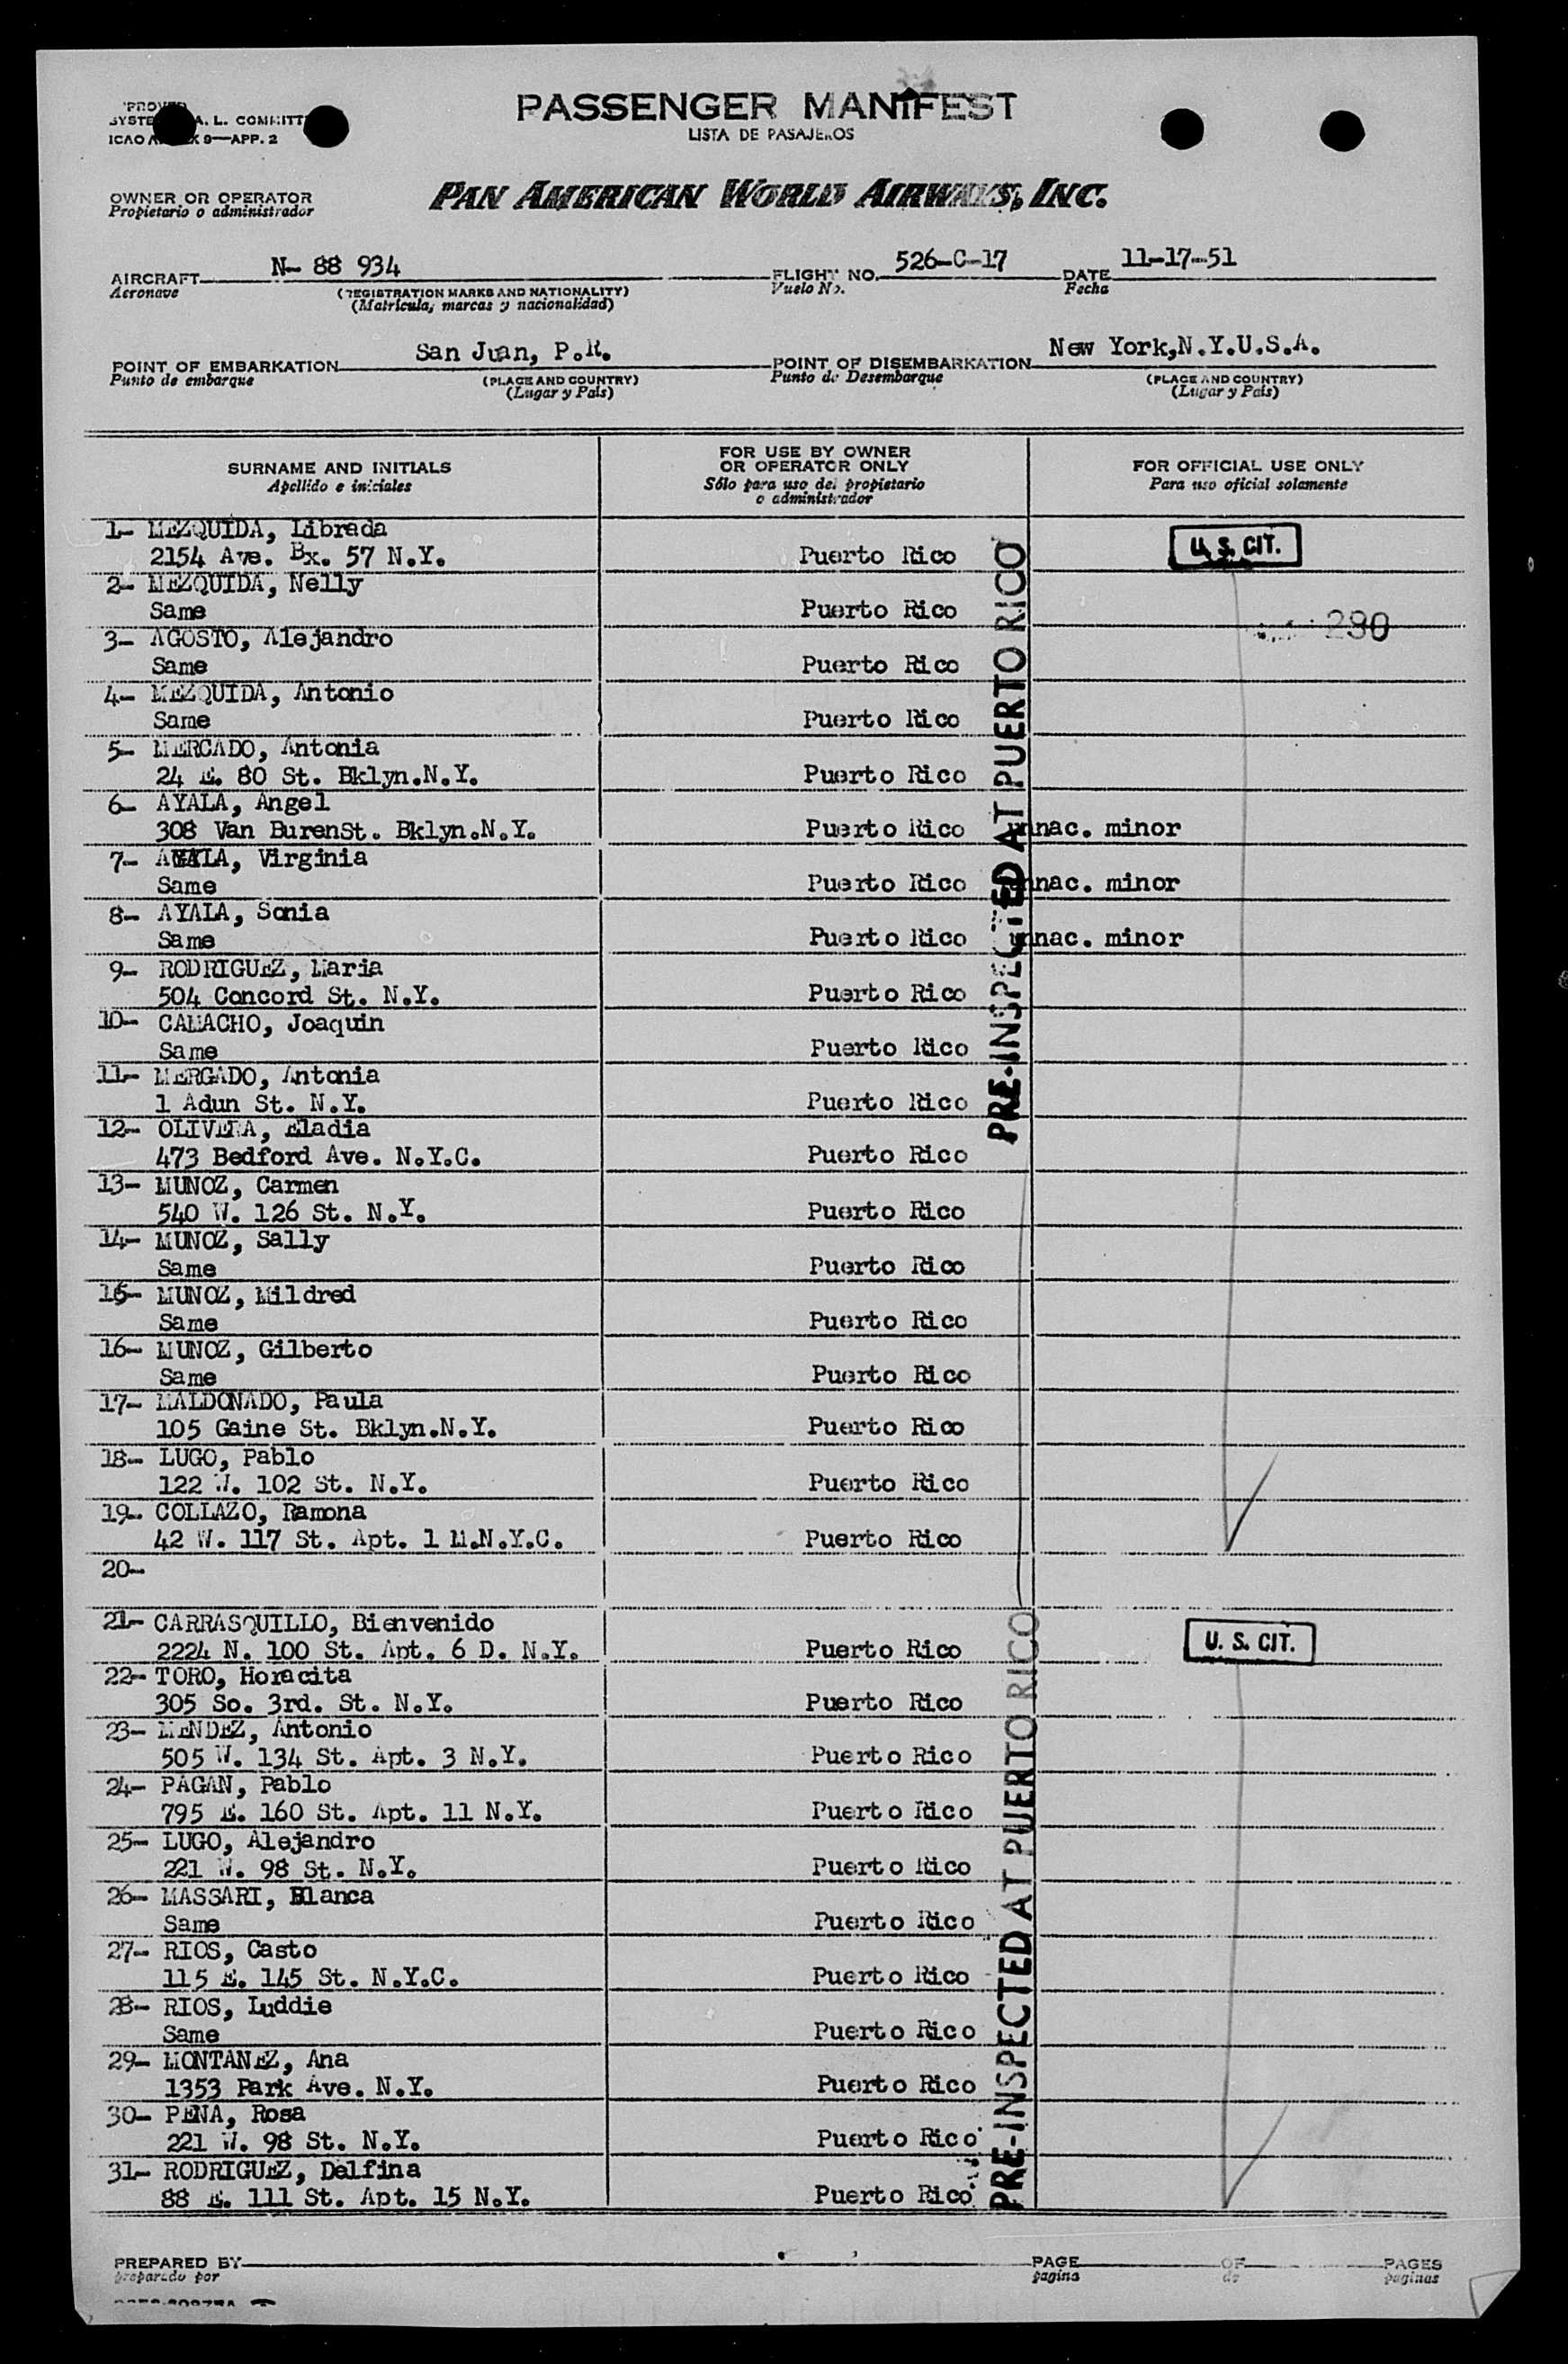 PASSENGER MANIFEST
LISTA DE PASAJEROS
A. L. COMMITT
ICAO X 9—APP. 2
OWNER OR OPERATOR
Propietario o administrador
PAN AMERICAN WORLD AIRWAYS, INC.
AIRCRAFT N- 88 934 FLIGHT NO. 526-C-17 DATE 11-17-51
Aeronave (REGISTRATION MARKS AND NATIONALITY) Vuelo No. Fecha
(Matrícula, marcas y nacionalidad)
POINT OF EMBARKATION San Juan, P.R. POINT OF DISEMBARKATION New York,N.Y.U.S.A.
Punto de embarque (PLACE AND COUNTRY) Punto de Desembarque (PLACE AND COUNTRY)
(Lugar y País) (Lugar y País)
SURNAME AND INITIALS
Apellido e iniciales
FOR USE BY OWNER
OR OPERATOR ONLY
Sólo para uso del propietario
o administrador
FOR OFFICIAL USE ONLY
Para uso oficial solamente
1- MEZQUIDA, Librada
2154 Ave. Bx. 57 N.Y. Puerto Rico U. S. CIT.
2- MEZQUIDA, Nelly
Same Puerto Rico 290
3- AGOSTO, Alejandro
Same Puerto Rico
4- MEZQUIDA, Antonio
Same Puerto Rico
5- MERCADO, Antonia
24 E. 80 St. Bklyn.N.Y. Puerto Rico
6- AYALA, Angel
308 Van BurenSt. Bklyn.N.Y. Puerto Rico unnac. minor
7- AYALA, Virginia
Same Puerto Rico unnac. minor
8- AYALA, Sonia
Same Puerto Rico unnac. minor
9- RODRIGUEZ, Maria
504 Concord St. N.Y. Puerto Rico
10- CAMACHO, Joaquin
Same Puerto Rico
11- MERGADO, Antonia
1 Adun St. N.Y. Puerto Rico
12- OLIVERA, Eladia
473 Bedford Ave. N.Y.C. Puerto Rico
PRE-INSPECTED AT PUERTO RICO
13- MUNOZ, Carmen
540 W. 126 St. N.Y. Puerto Rico
14- MUNOZ, Sally
Same Puerto Rico
15- MUNOZ, Mildred
Same Puerto Rico
16- MUNOZ, Gilberto
Same Puerto Rico
17- MALDONADO, Paula
105 Gaine St. Bklyn.N.Y. Puerto Rico
18- LUGO, Pablo
122 W. 102 St. N.Y. Puerto Rico
19- COLLAZO, Ramona
42 W. 117 St. Apt. 1 M.N.Y.C. Puerto Rico
20-
21- CARRASQUILLO, Bienvenido
2224 N. 100 St. Apt. 6 D. N.Y. Puerto Rico U. S. CIT.
22- TORO, Horacita
305 So. 3rd. St. N.Y. Puerto Rico
23- MENDEZ, Antonio
505 W. 134 St. Apt. 3 N.Y. Puerto Rico
24- PAGAN, Pablo
795 E. 160 St. Apt. 11 N.Y. Puerto Rico
25- LUGO, Alejandro
221 W. 98 St. N.Y. Puerto Rico
26- MASSARI, Blanca
Same Puerto Rico
27- RIOS, Casto
115 E. 145 St. N.Y.C. Puerto Rico
28- RIOS, Luddie
Same Puerto Rico
29- MONTANEZ, Ana
1353 Park Ave. N.Y. Puerto Rico
30- PENA, Rosa
221 W. 98 St. N.Y. Puerto Rico
31- RODRIGUEZ, Delfina
88 E. 111 St. Apt. 15 N.Y. Puerto Rico
PRE-INSPECTED AT PUERTO RICO
PREPARED BY PAGE OF PAGES
preparado por pagina de paginas